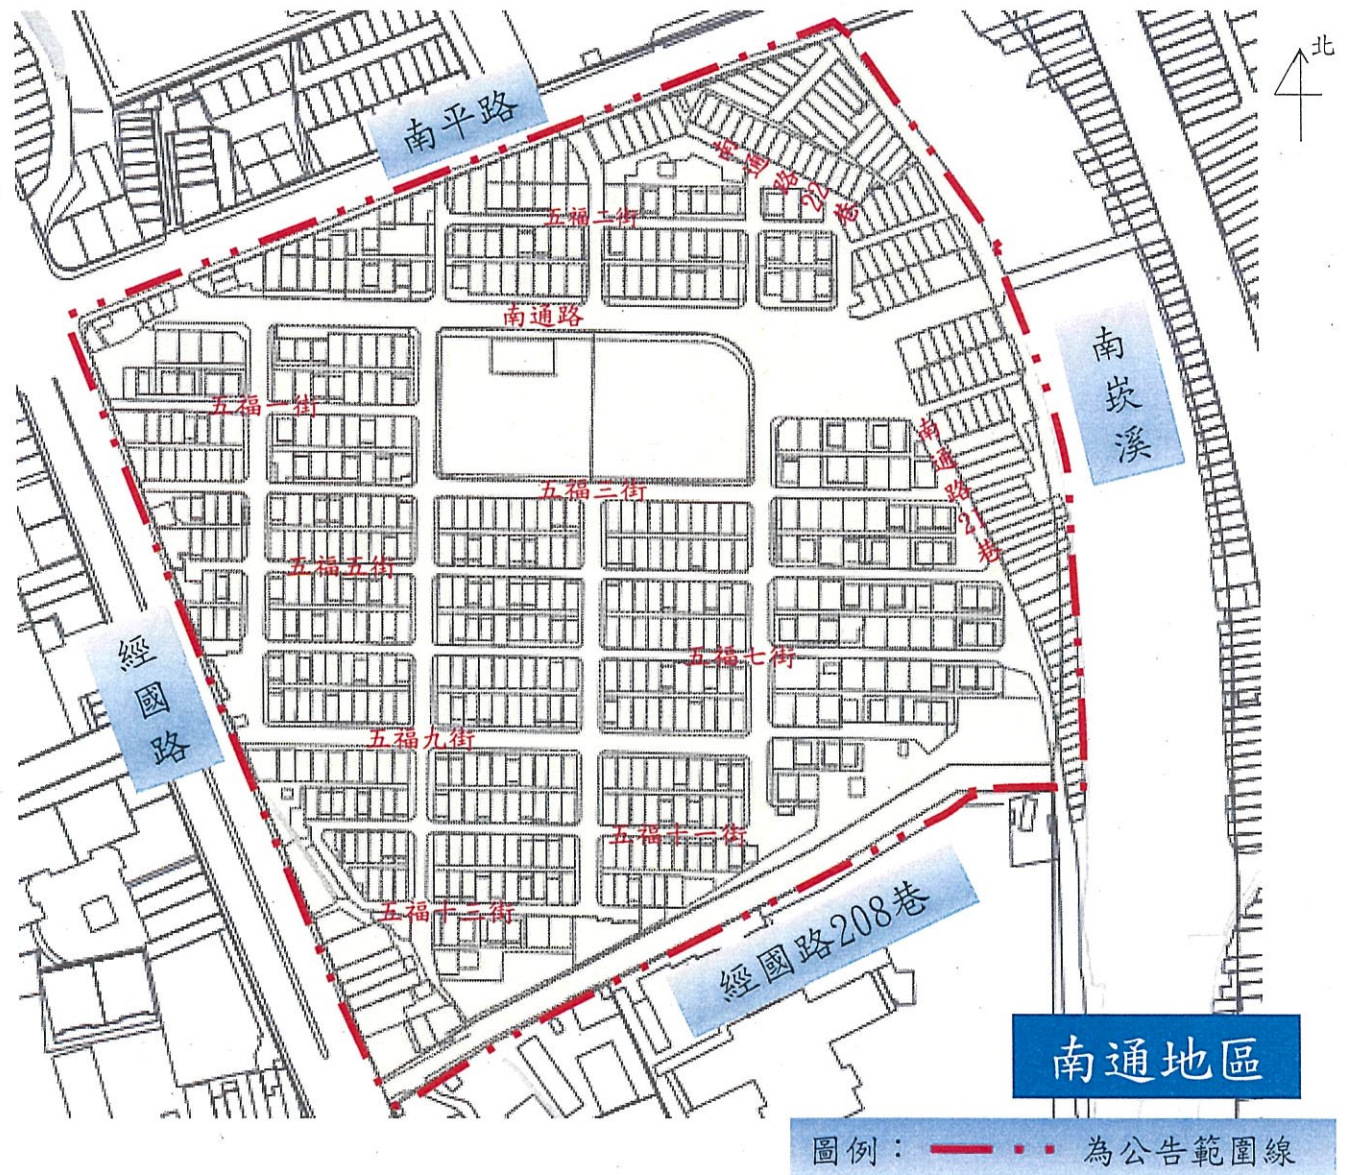 北
南平路
南通路22巷
五福二街
南通路
南崁溪
五福一街
南通路21巷
五福三街
五福五街
經國路
五福七街
五福九街
五福十一街
五福十三街
經國路208巷
南通地區
圖例： 為公告範圍線